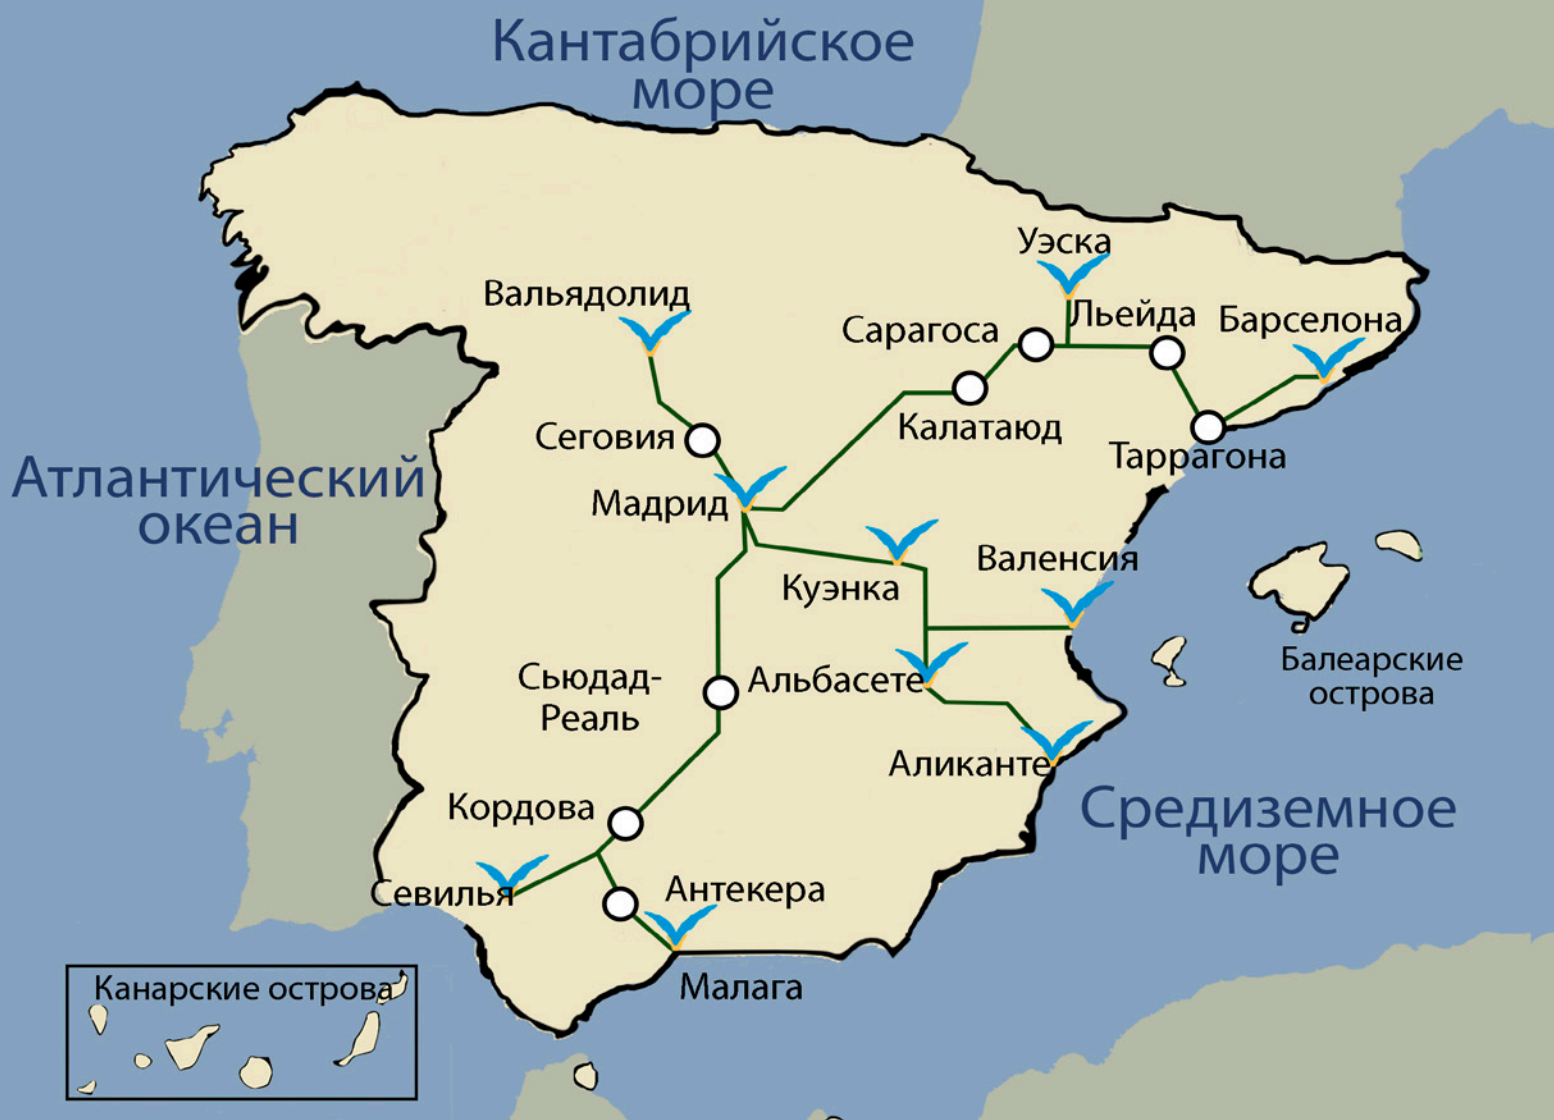 Кантабрийское
море
Уэска
Вальядолид
Льейда
Барселона
Сарагоса
Калатаюд
Сеговия
Таррагона
Атлантический
океан
Мадрид
Валенсия
Куэнка
Балеарские
острова
Сьюдад-
Реаль
Альбасете
Аликанте
Кордова
Средиземное
море
Севилья
Антекера
Малага
Канарские острова